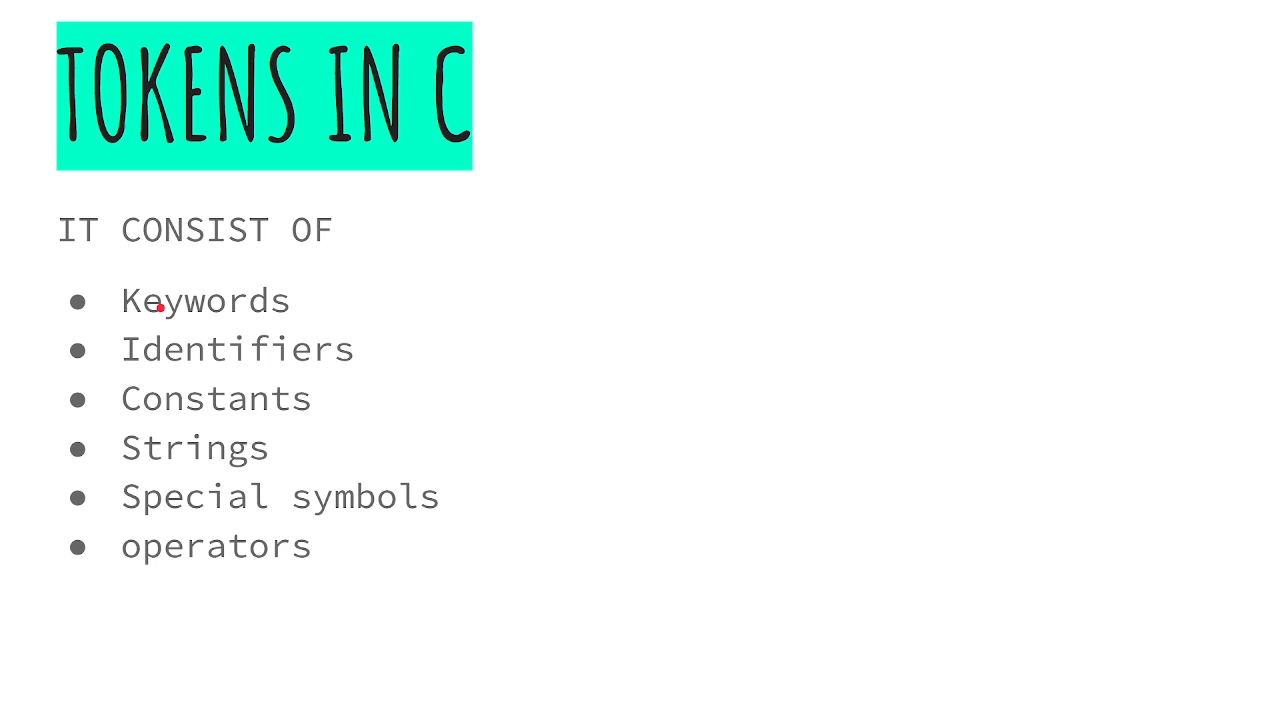 TOKENS IN C
IT CONSIST OF
● Keywords
● Identifiers
● Constants
● Strings
● Special symbols
● operators